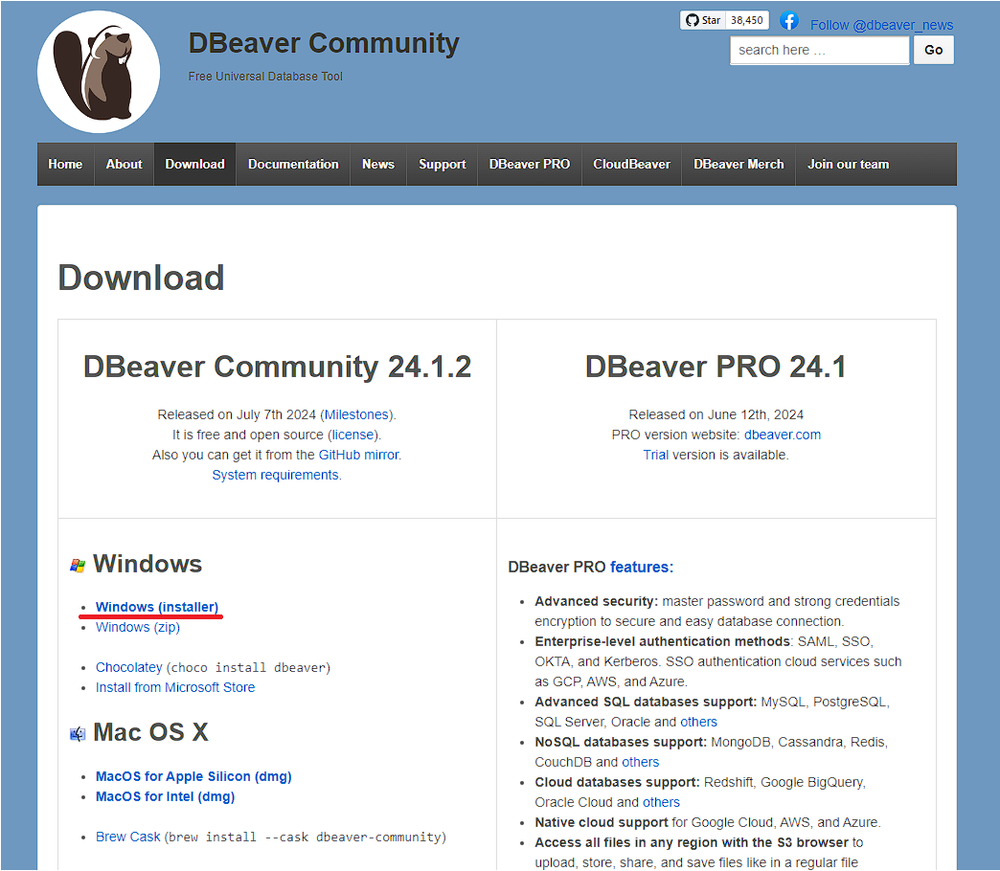 Star 38,450 Follow @dbeaver_news
DBeaver Community
search here ... Go
Free Universal Database Tool
Home About Download Documentation News Support DBeaver PRO CloudBeaver DBeaver Merch Join our team
Download
DBeaver Community 24.1.2
Released on July 7th 2024 (Milestones).
It is free and open source (license).
Also you can get it from the GitHub mirror.
System requirements.
DBeaver PRO 24.1
Released on June 12th, 2024
PRO version website: dbeaver.com
Trial version is available.
Windows
Windows (installer)
Windows (zip)
Chocolatey (choco install dbeaver)
Install from Microsoft Store
Mac OS X
MacOS for Apple Silicon (dmg)
MacOS for Intel (dmg)
Brew Cask (brew install --cask dbeaver-community)
DBeaver PRO features:
Advanced security: master password and strong credentials
encryption to secure and easy database connection.
Enterprise-level authentication methods: SAML, SSO,
OKTA, and Kerberos. SSO authentication cloud services such
as GCP, AWS, and Azure.
Advanced SQL databases support: MySQL, PostgreSQL,
SQL Server, Oracle and others
NoSQL databases support: MongoDB, Cassandra, Redis,
CouchDB and others
Cloud databases support: Redshift, Google BigQuery,
Oracle Cloud and others
Native cloud support for Google Cloud, AWS, and Azure.
Access all files in any region with the S3 browser to
upload, store, share, and save files like in a regular file